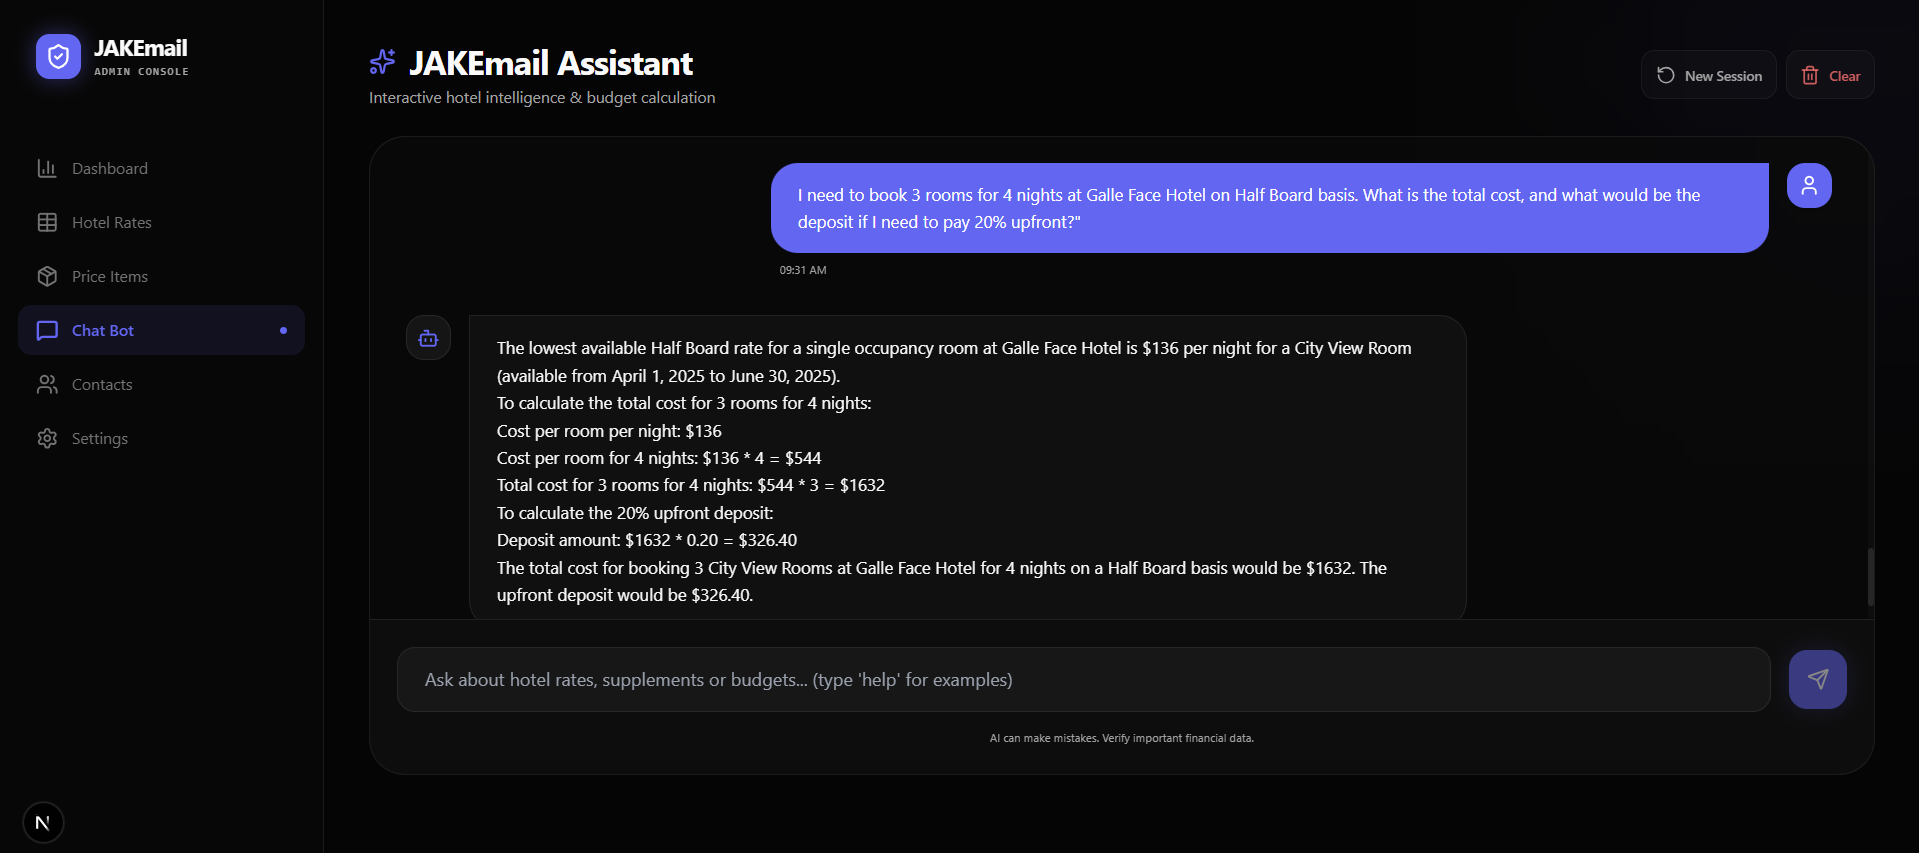 JAKEmail
ADMIN CONSOLE
Dashboard
Hotel Rates
Price Items
Chat Bot
Contacts
Settings
N
JAKEmail Assistant
Interactive hotel intelligence & budget calculation
New Session
Clear
I need to book 3 rooms for 4 nights at Galle Face Hotel on Half Board basis. What is the total cost, and what would be the
deposit if I need to pay 20% upfront?"
09:31 AM
The lowest available Half Board rate for a single occupancy room at Galle Face Hotel is $136 per night for a City View Room
(available from April 1, 2025 to June 30, 2025).
To calculate the total cost for 3 rooms for 4 nights:
Cost per room per night: $136
Cost per room for 4 nights: $136 * 4 = $544
Total cost for 3 rooms for 4 nights: $544 * 3 = $1632
To calculate the 20% upfront deposit:
Deposit amount: $1632 * 0.20 = $326.40
The total cost for booking 3 City View Rooms at Galle Face Hotel for 4 nights on a Half Board basis would be $1632. The
upfront deposit would be $326.40.
Ask about hotel rates, supplements or budgets... (type 'help' for examples)
AI can make mistakes. Verify important financial data.